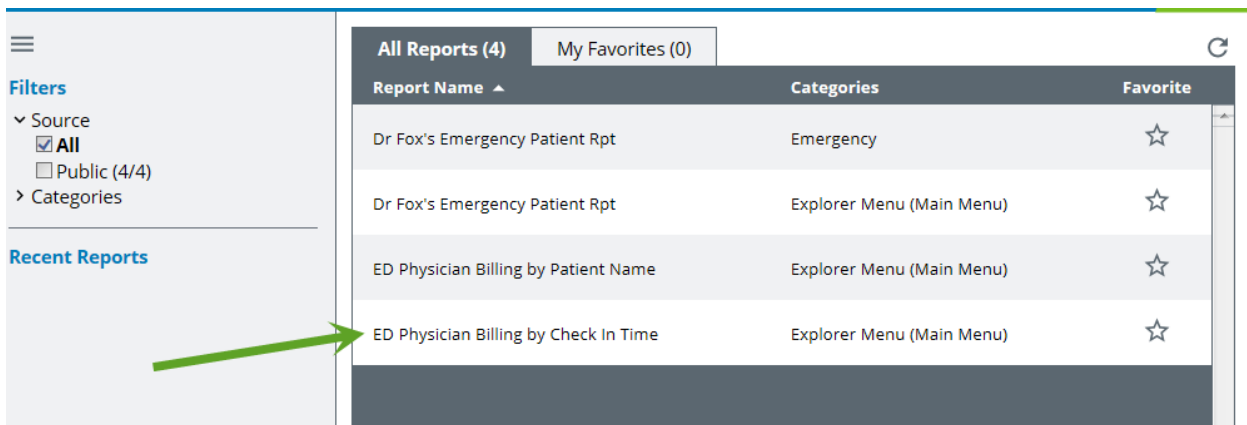 Filters
Source
All
Public (4/4)
Categories
Recent Reports
All Reports (4) My Favorites (0)
Report Name Categories Favorite
Dr Fox's Emergency Patient Rpt Emergency
Dr Fox's Emergency Patient Rpt Explorer Menu (Main Menu)
ED Physician Billing by Patient Name Explorer Menu (Main Menu)
ED Physician Billing by Check In Time Explorer Menu (Main Menu)